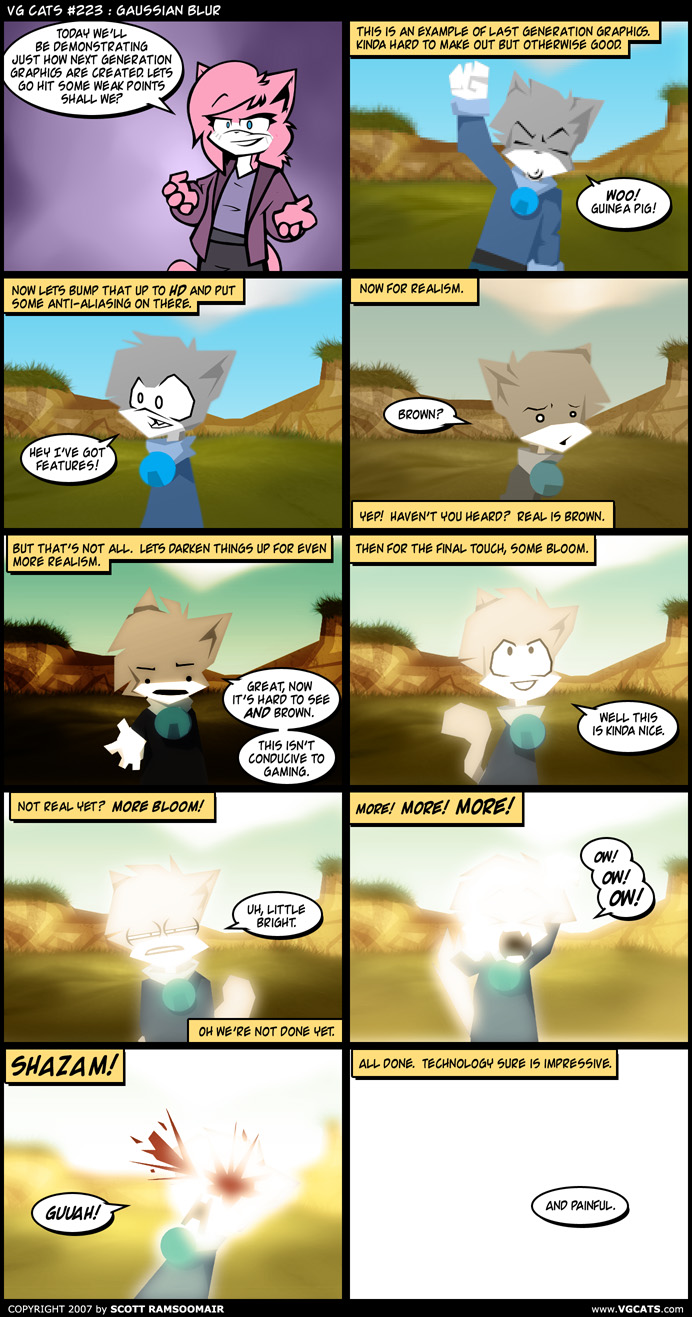 VG CATS #223 : GAUSSIAN BLUR
TODAY WE'LL
BE DEMONSTRATING
JUST HOW NEXT GENERATION
GRAPHICS ARE CREATED. LETS
GO HIT SOME WEAK POINTS
SHALL WE?
THIS IS AN EXAMPLE OF LAST GENERATION GRAPHICS.
KINDA HARD TO MAKE OUT BUT OTHERWISE GOOD.
WOO!
GUINEA PIG!
NOW LETS BUMP THAT UP TO HD AND PUT
SOME ANTI-ALIASING ON THERE.
HEY I'VE GOT
FEATURES!
NOW FOR REALISM.
BROWN?
YEP! HAVEN'T YOU HEARD? REAL IS BROWN.
BUT THAT'S NOT ALL. LETS DARKEN THINGS UP FOR EVEN
MORE REALISM.
GREAT, NOW
IT'S HARD TO SEE
AND BROWN.
THIS ISN'T
CONDUCIVE TO
GAMING.
THEN FOR THE FINAL TOUCH, SOME BLOOM.
WELL THIS
IS KINDA NICE.
NOT REAL YET? MORE BLOOM!
UH, LITTLE
BRIGHT.
OH WE'RE NOT DONE YET.
MORE! MORE! MORE!
OW!
OW!
OW!
SHAZAM!
GUUAH!
ALL DONE. TECHNOLOGY SURE IS IMPRESSIVE.
AND PAINFUL.
COPYRIGHT 2007 by SCOTT RAMSOOMAIR
www.VGCATS.com